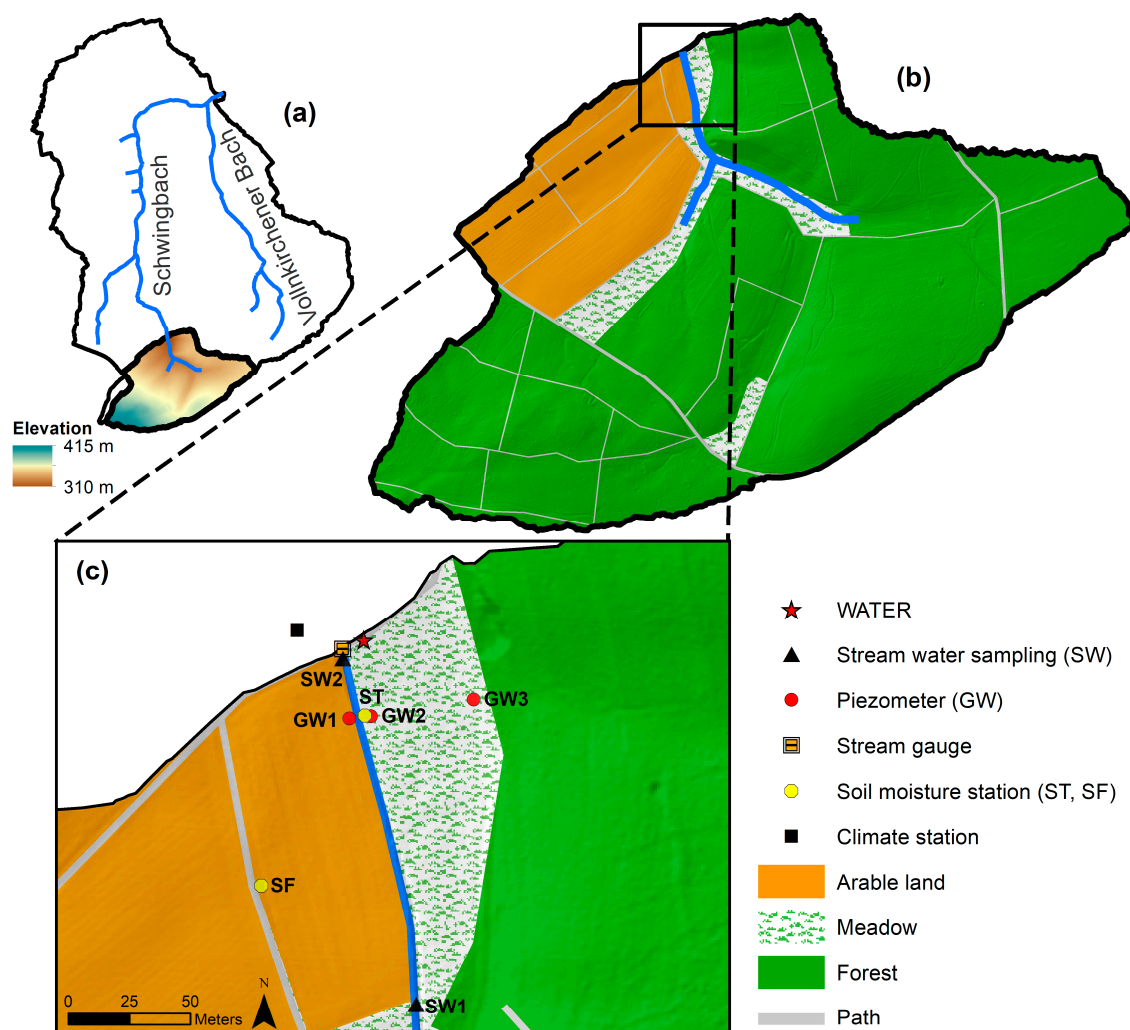 (a)
(b)
Schwingbach
Vollnkirchener Bach
Elevation
415 m
310 m
(c)
SW2
ST
GW1
GW2
GW3
SF
SW1
N
0 25 50
Meters
WATER
Stream water sampling (SW)
Piezometer (GW)
Stream gauge
Soil moisture station (ST, SF)
Climate station
Arable land
Meadow
Forest
Path